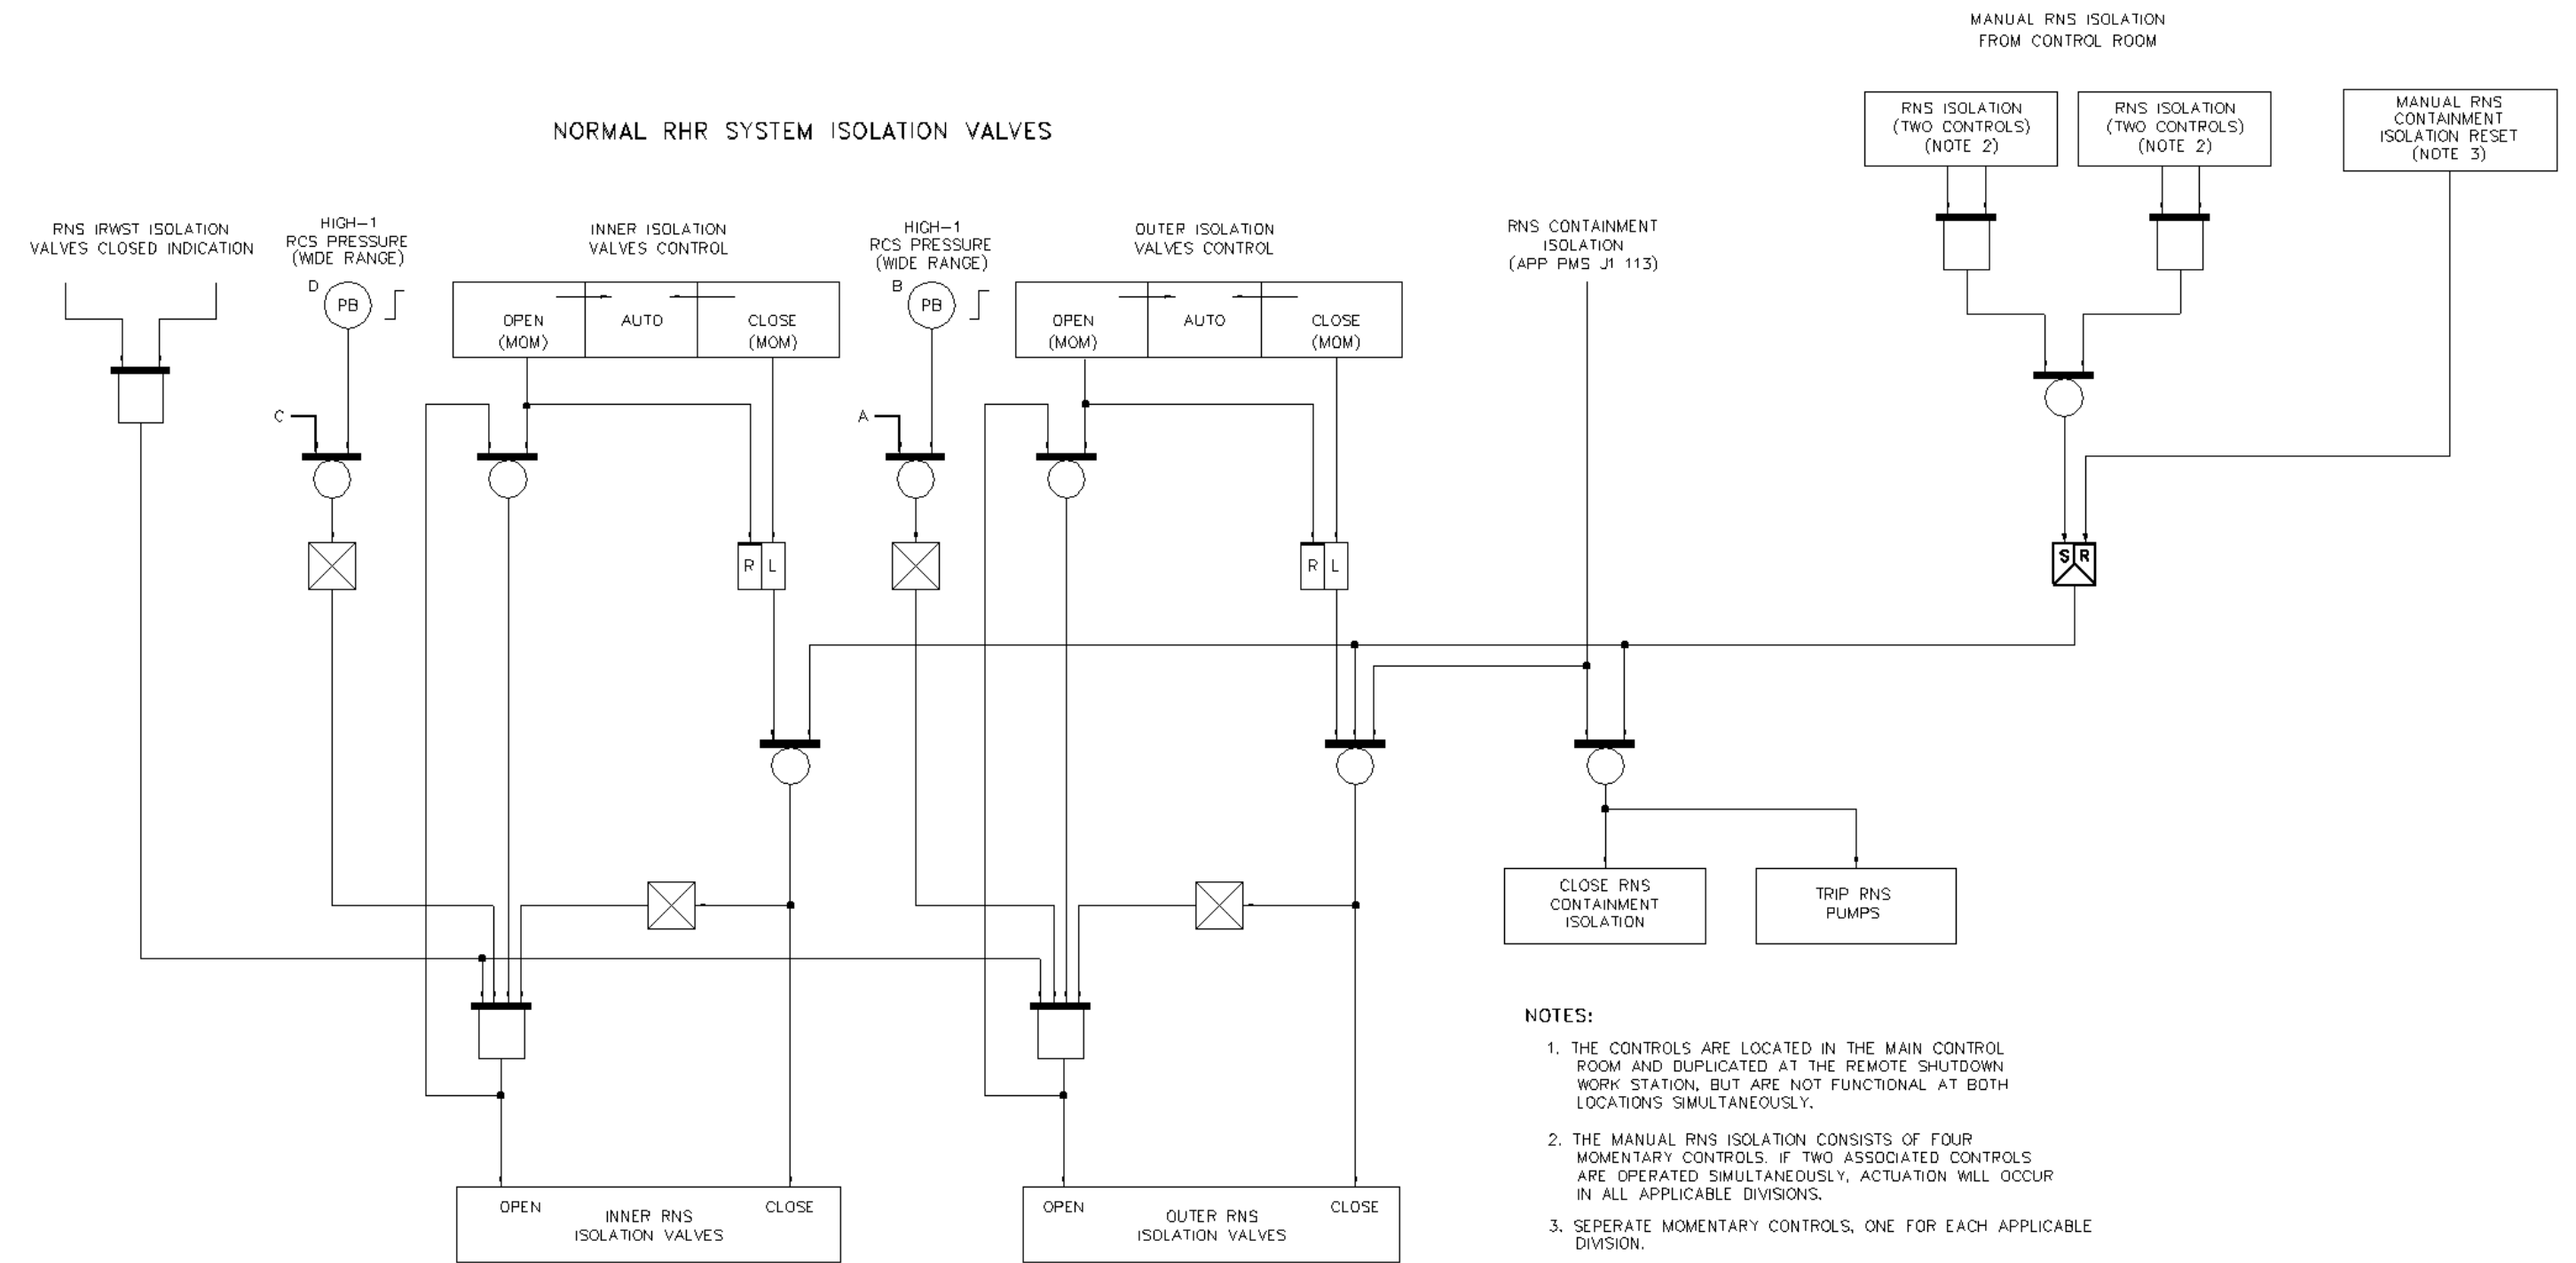 MANUAL RNS ISOLATION
FROM CONTROL ROOM
RNS ISOLATION
(TWO CONTROLS)
(NOTE 2)
RNS ISOLATION
(TWO CONTROLS)
(NOTE 2)
MANUAL RNS
CONTAINMENT
ISOLATION RESET
(NOTE 3)
NORMAL RHR SYSTEM ISOLATION VALVES
RNS IRWST ISOLATION
VALVES CLOSED INDICATION
HIGH-1
RCS PRESSURE
(WIDE RANGE)
D
PB
C
INNER ISOLATION
VALVES CONTROL
OPEN
(MOM)
AUTO
CLOSE
(MOM)
HIGH-1
RCS PRESSURE
(WIDE RANGE)
B
PB
A
OUTER ISOLATION
VALVES CONTROL
OPEN
(MOM)
AUTO
CLOSE
(MOM)
RNS CONTAINMENT
ISOLATION
(APP PMS J1 113)
R L
R L
S R
CLOSE RNS
CONTAINMENT
ISOLATION
TRIP RNS
PUMPS
OPEN
CLOSE
INNER RNS
ISOLATION VALVES
OPEN
CLOSE
OUTER RNS
ISOLATION VALVES
NOTES:
1. THE CONTROLS ARE LOCATED IN THE MAIN CONTROL
ROOM AND DUPLICATED AT THE REMOTE SHUTDOWN
WORK STATION, BUT ARE NOT FUNCTIONAL AT BOTH
LOCATIONS SIMULTANEOUSLY.
2. THE MANUAL RNS ISOLATION CONSISTS OF FOUR
MOMENTARY CONTROLS. IF TWO ASSOCIATED CONTROLS
ARE OPERATED SIMULTANEOUSLY, ACTUATION WILL OCCUR
IN ALL APPLICABLE DIVISIONS.
3. SEPERATE MOMENTARY CONTROLS, ONE FOR EACH APPLICABLE
DIVISION.